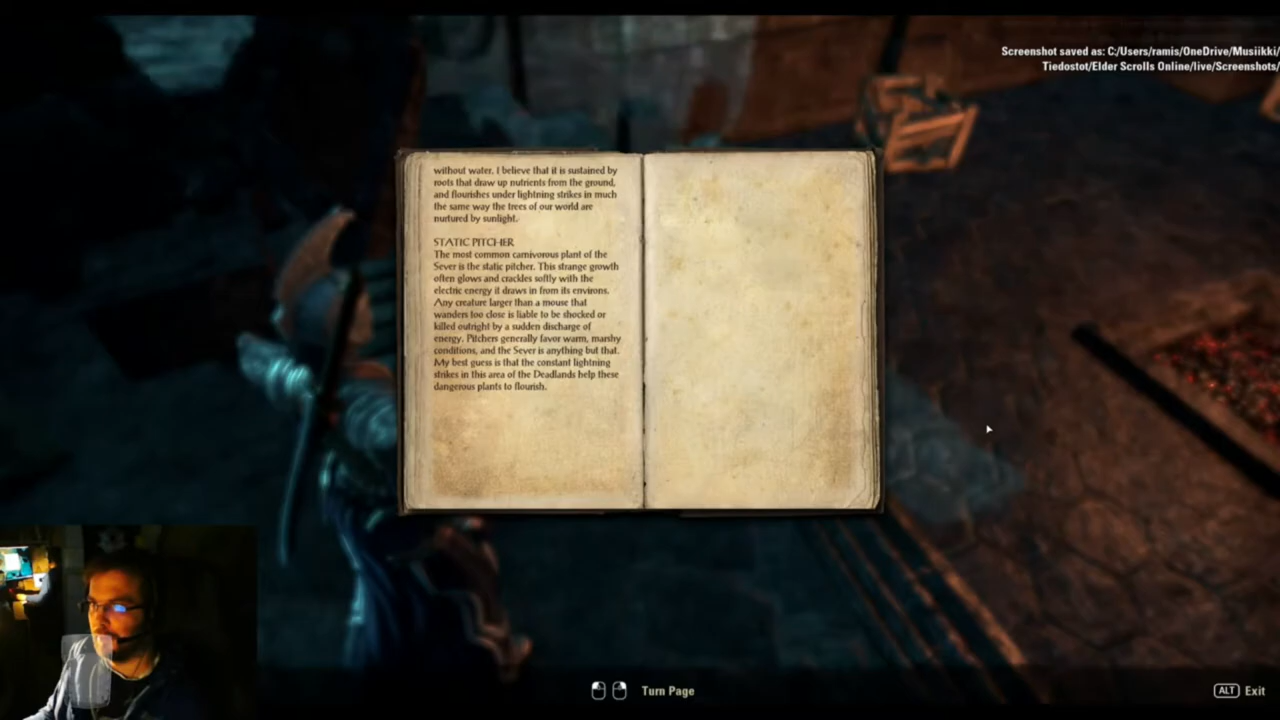 Screenshot saved as: C:/Users/ramis/OneDrive/Musiikki/
Tiedostot/Elder Scrolls Online/live/Screenshots/
without water. I believe that it is sustained by
roots that draw up nutrients from the ground,
and flourishes under lightning strikes in much
the same way the trees of our world are
nurtured by sunlight.
STATIC PITCHER
The most common carnivorous plant of the
Sever is the static pitcher. This strange growth
often glows and crackles softly with the
electric energy it draws in from its environs.
Any creature larger than a mouse that
wanders too close is liable to be shocked or
killed outright by a sudden discharge of
energy. Pitchers generally favor warm, marshy
conditions, and the Sever is anything but that.
My best guess is that the constant lightning
strikes in this area of the Deadlands help these
dangerous plants to flourish.
Turn Page
ALT Exit